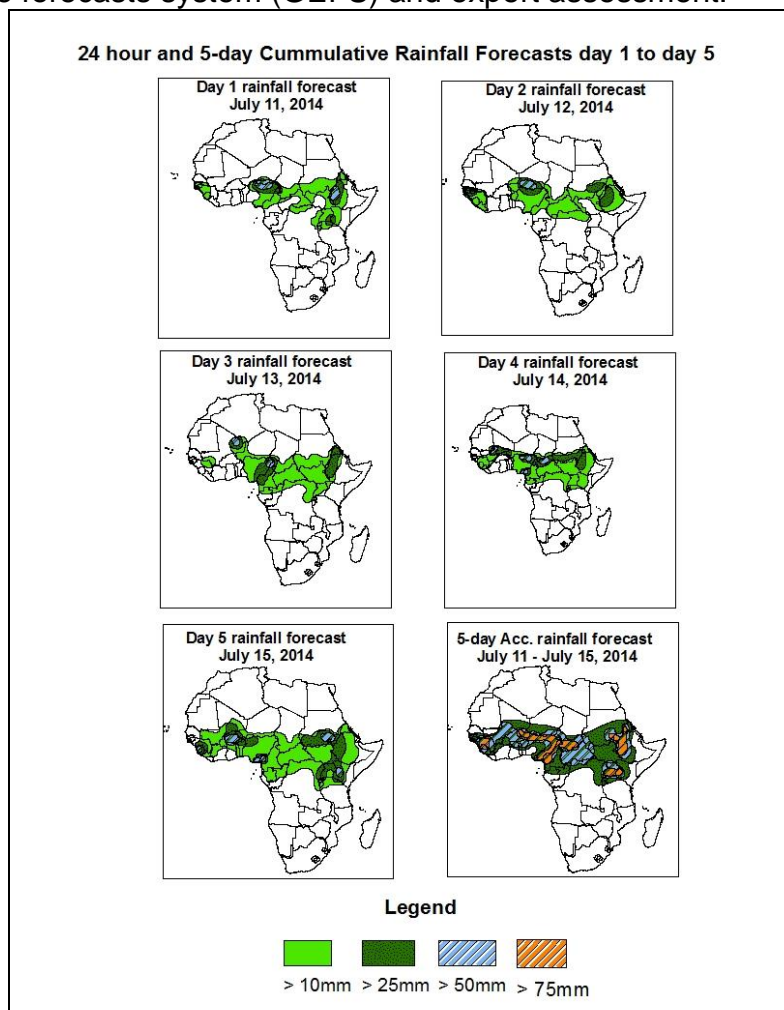 forecasts system (GEFS) and expert assessment.
24 hour and 5-day Cummulative Rainfall Forecasts day 1 to day 5
Day 1 rainfall forecast
July 11, 2014
Day 2 rainfall forecast
July 12, 2014
Day 3 rainfall forecast
July 13, 2014
Day 4 rainfall forecast
July 14, 2014
Day 5 rainfall forecast
July 15, 2014
5-day Acc. rainfall forecast
July 11 - July 15, 2014
Legend
> 10mm > 25mm > 50mm > 75mm